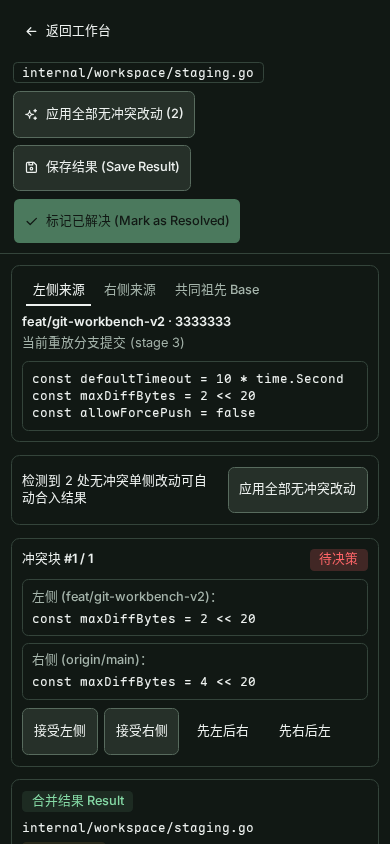 返回工作台
internal/workspace/staging.go
应用全部无冲突改动 (2)
保存结果 (Save Result)
标记已解决 (Mark as Resolved)
左侧来源 右侧来源 共同祖先 Base
feat/git-workbench-v2 · 3333333
当前重放分支提交 (stage 3)
const defaultTimeout = 10 * time.Second
const maxDiffBytes = 2 << 20
const allowForcePush = false
检测到 2 处无冲突单侧改动可自
动合入结果
应用全部无冲突改动
冲突块 #1 / 1
待决策
左侧 (feat/git-workbench-v2):
const maxDiffBytes = 2 << 20
右侧 (origin/main):
const maxDiffBytes = 4 << 20
接受左侧 接受右侧 先左后右 先右后左
合并结果 Result
internal/workspace/staging.go